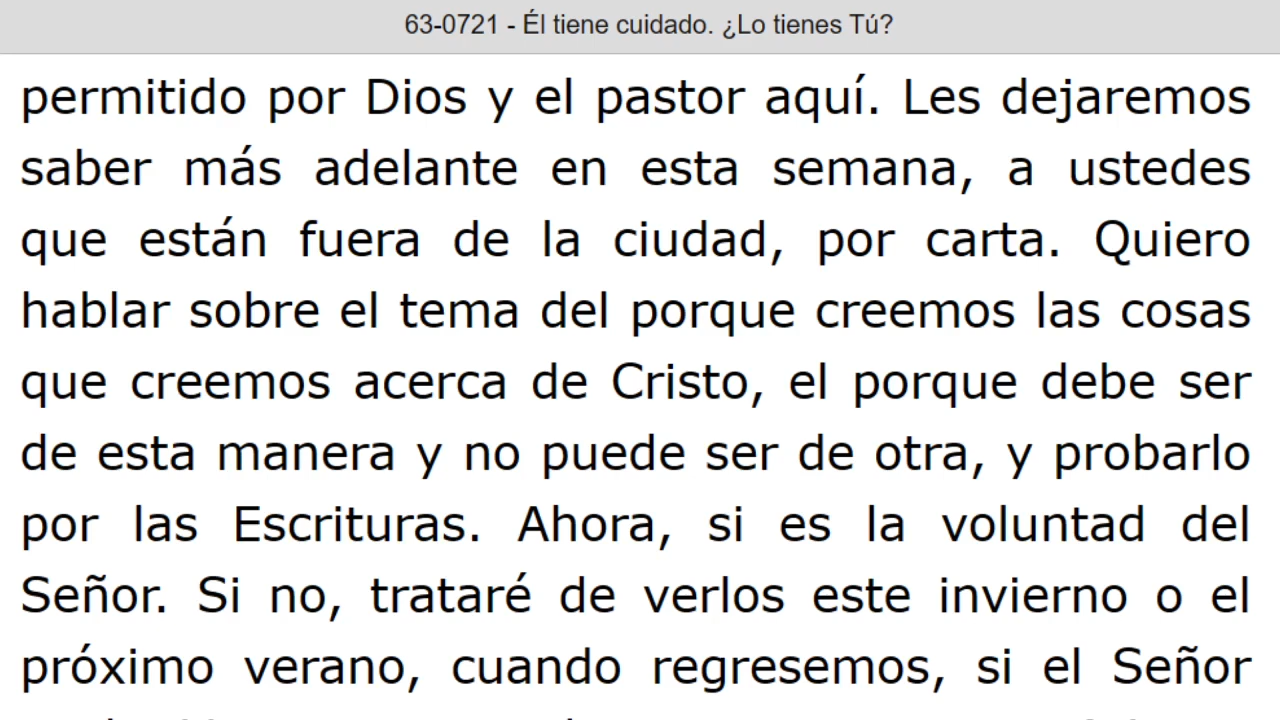 63-0721 - Él tiene cuidado. ¿Lo tienes Tú?
permitido por Dios y el pastor aquí. Les dejaremos
saber más adelante en esta semana, a ustedes
que están fuera de la ciudad, por carta. Quiero
hablar sobre el tema del porque creemos las cosas
que creemos acerca de Cristo, el porque debe ser
de esta manera y no puede ser de otra, y probarlo
por las Escrituras. Ahora, si es la voluntad del
Señor. Si no, trataré de verlos este invierno o el
próximo verano, cuando regresemos, si el Señor